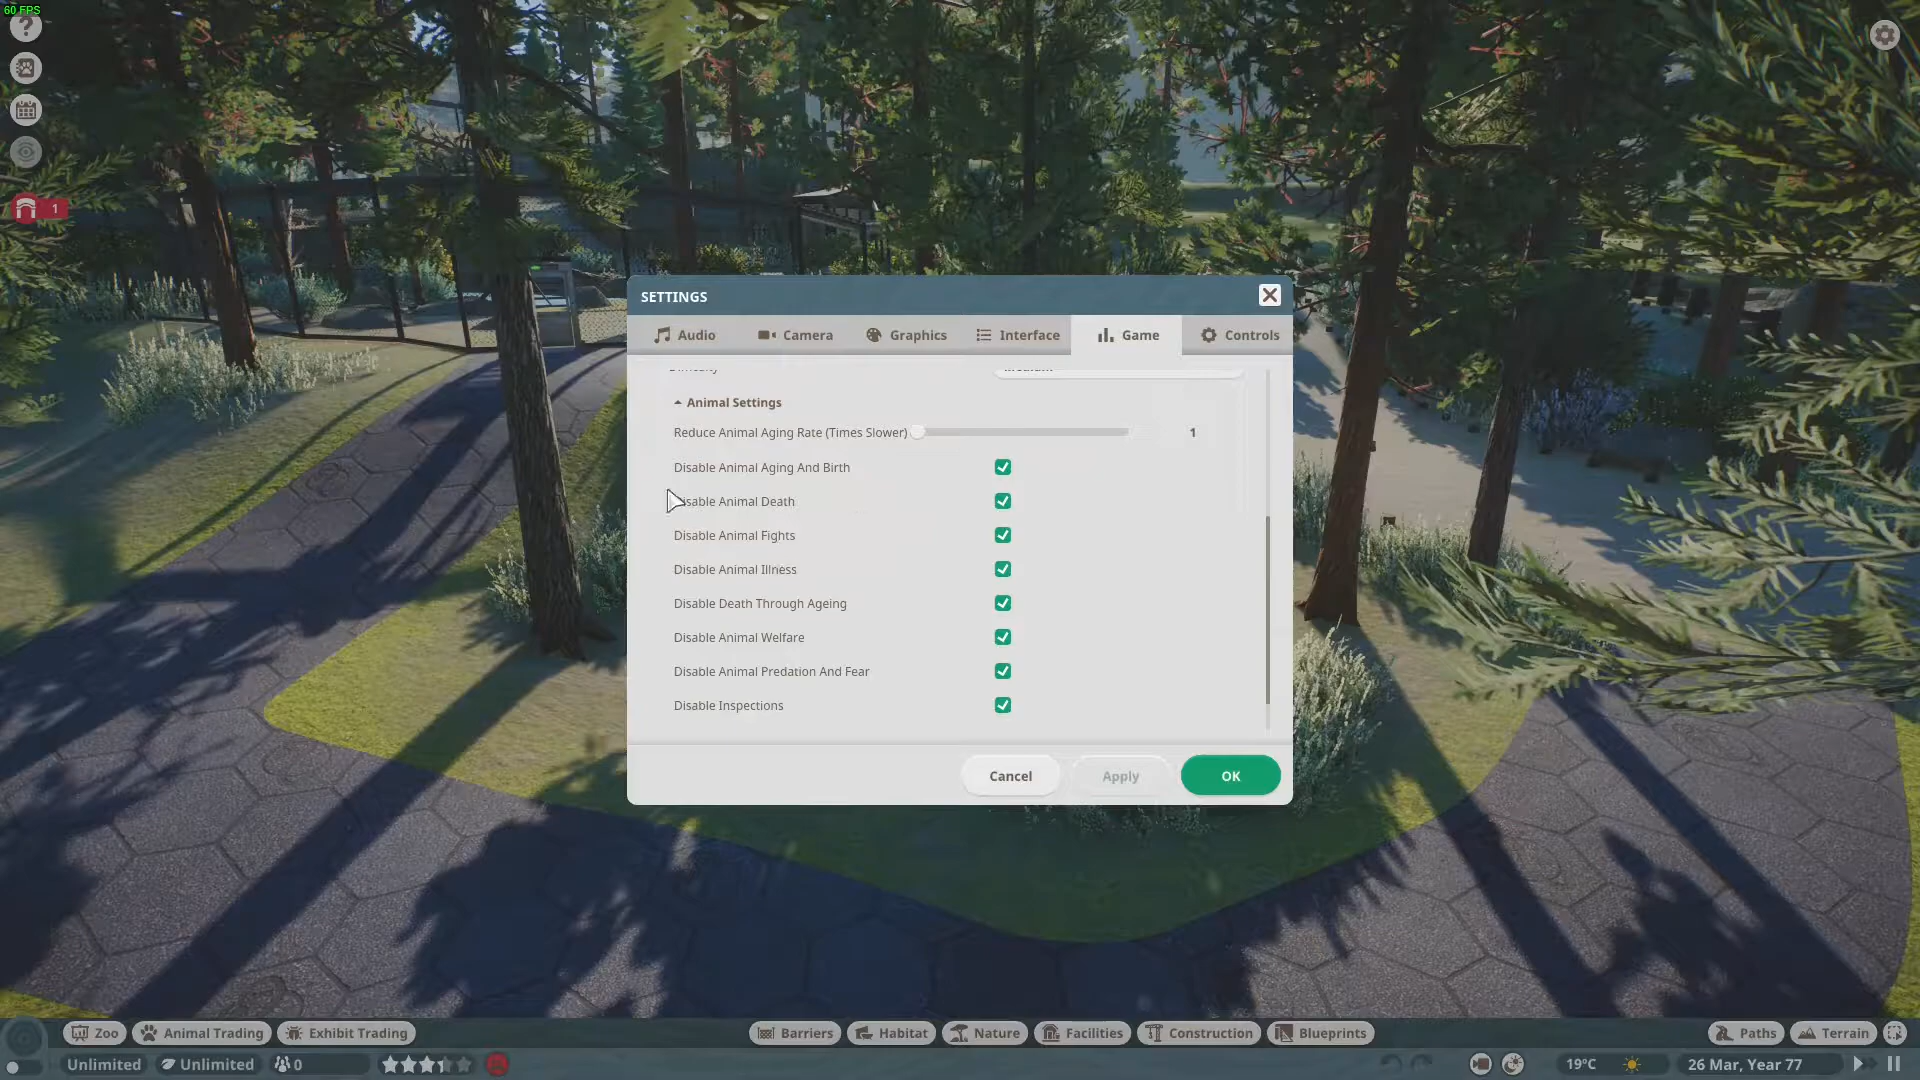 60 FPS
?
1
SETTINGS
Audio Camera Graphics Interface Game Controls
Difficulty Medium
Animal Settings
Reduce Animal Aging Rate (Times Slower) 1
Disable Animal Aging And Birth
isable Animal Death
Disable Animal Fights
Disable Animal Illness
Disable Death Through Ageing
Disable Animal Welfare
Disable Animal Predation And Fear
Disable Inspections
Cancel Apply OK
Zoo Animal Trading Exhibit Trading Barriers Habitat Nature Facilities Construction Blueprints Paths Terrain
Unlimited Unlimited 0 19°C 26 Mar, Year 77